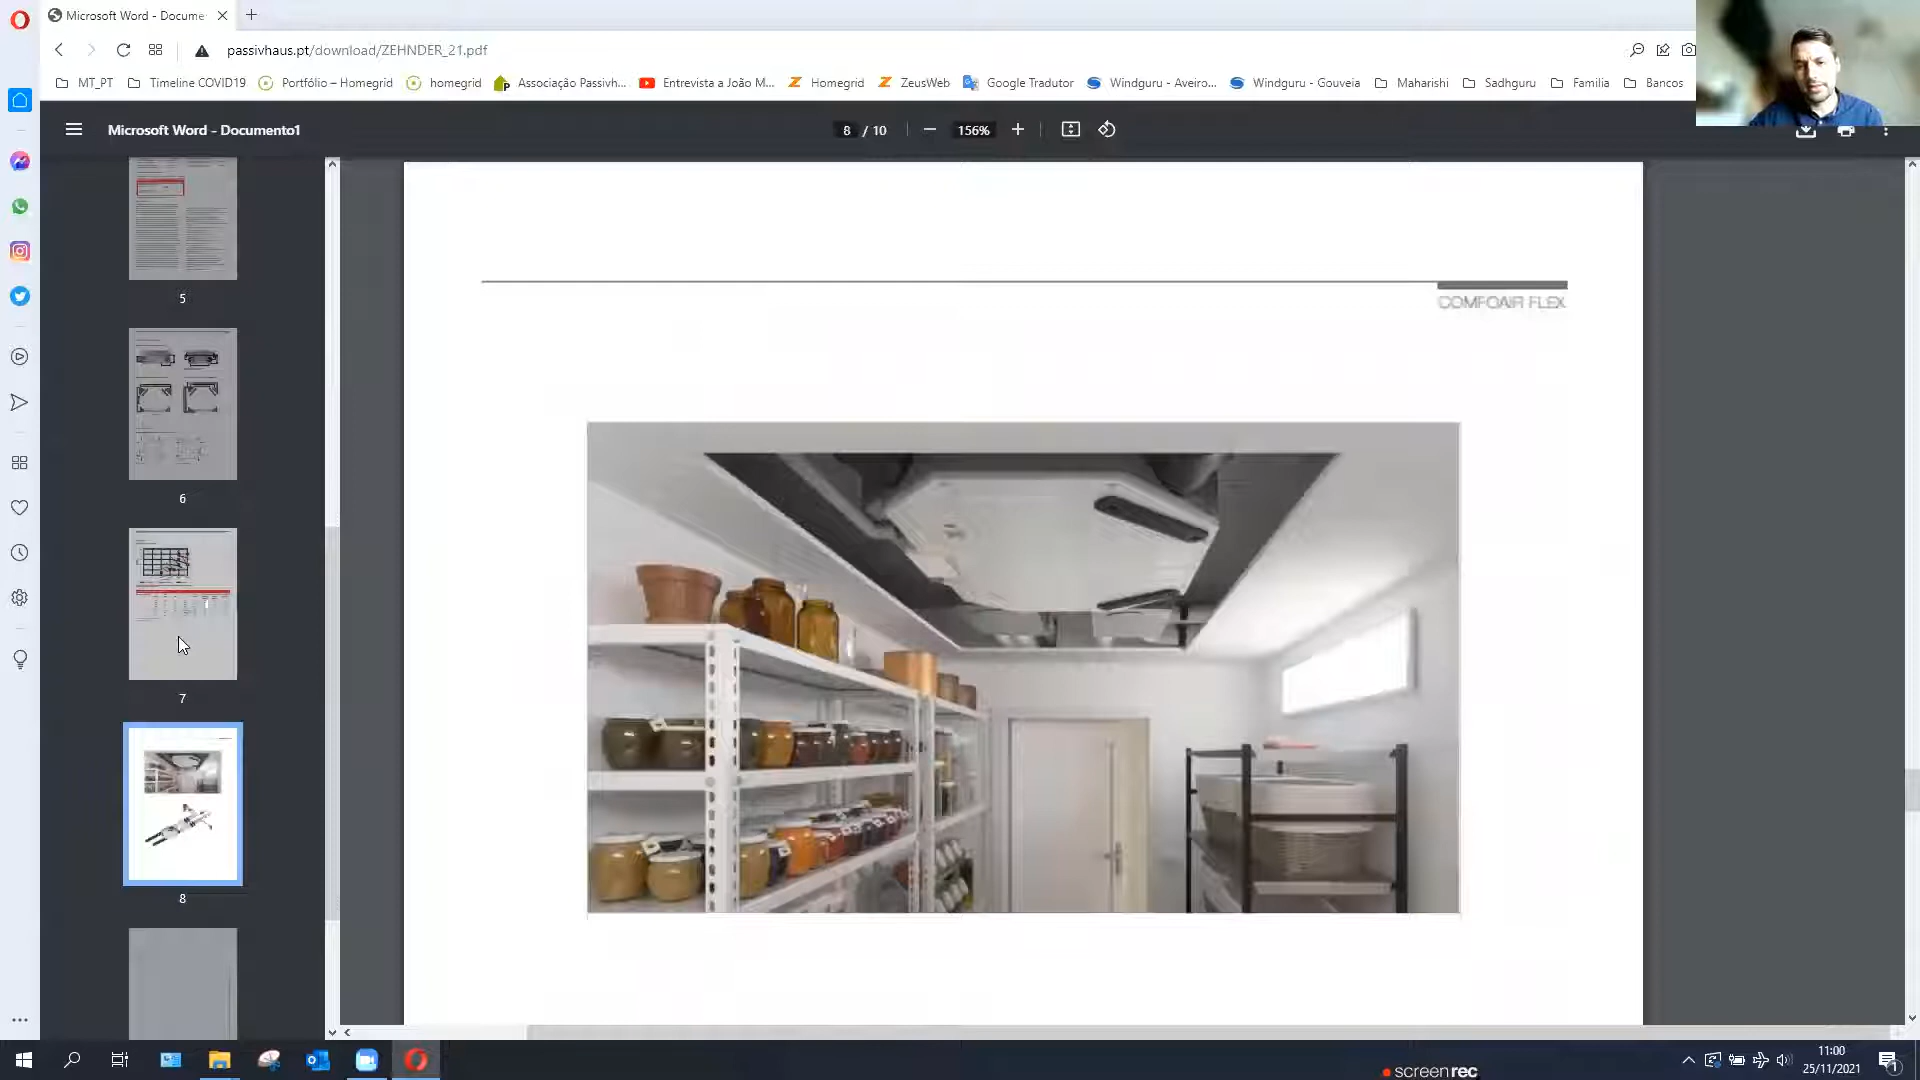 Microsoft Word - Docume
passivhaus.pt/download/ZEHNDER_21.pdf
MT_PT
Timeline COVID19
Portfólio – Homegrid
homegrid
Associação Passivh...
Entrevista a João M...
Homegrid
ZeusWeb
Google Tradutor
Windguru - Aveiro...
Windguru - Gouveia
Maharishi
Sadhguru
Familia
Bancos
Microsoft Word - Documento1
8 / 10
156%
COMFOAIR FLEX
5
6
7
8
11:00
25/11/2021
1
screenrec